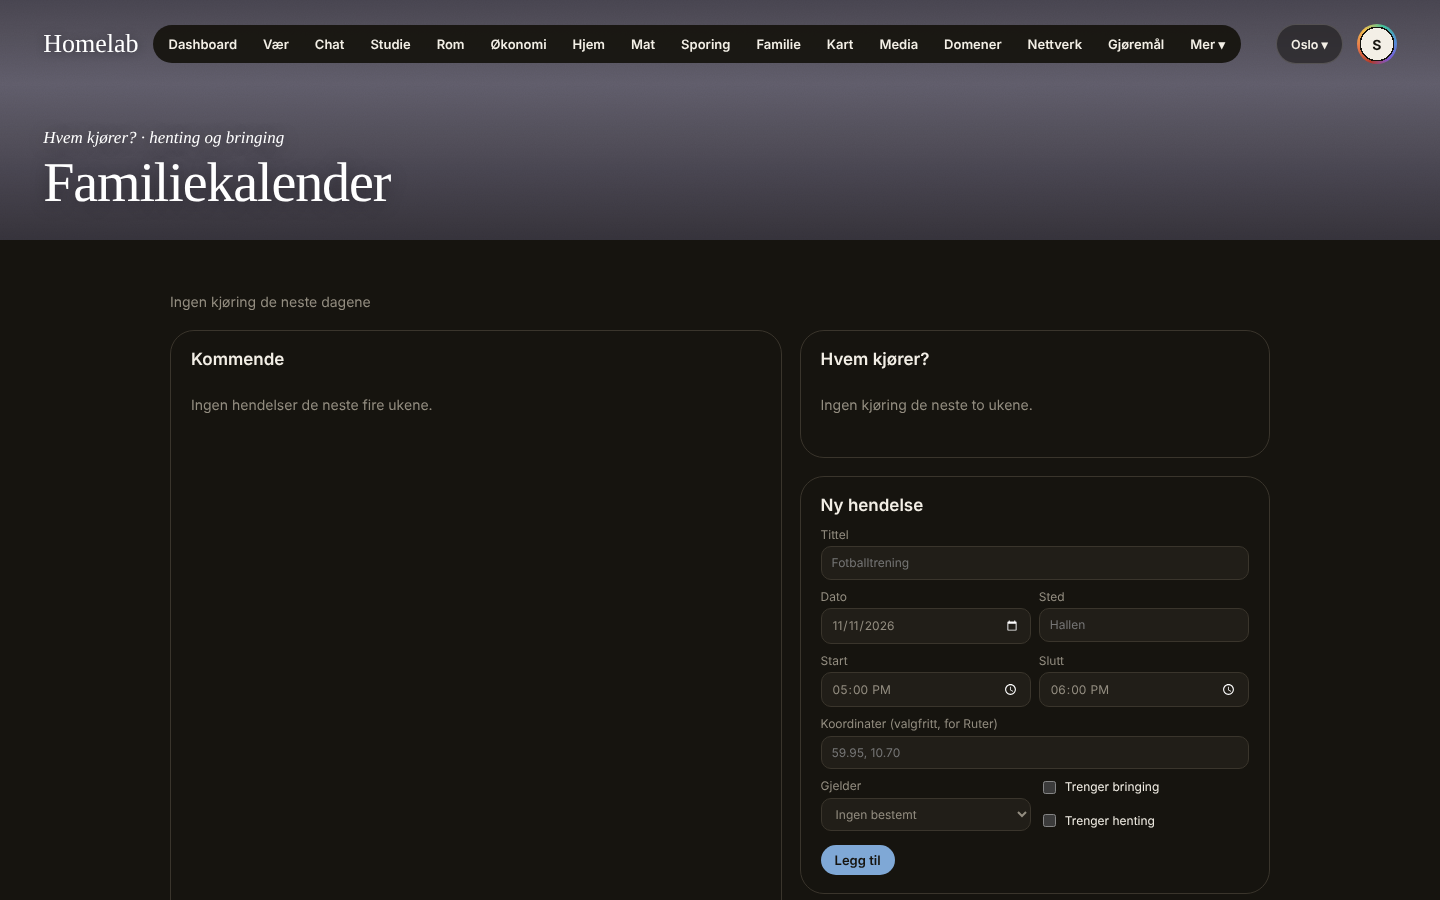 Homelab
Dashboard Vær Chat Studie Rom Økonomi Hjem Mat Sporing Familie Kart Media Domener Nettverk Gjøremål Mer ▾
Oslo ▾
S
Hvem kjører? · henting og bringing
Familiekalender
Ingen kjøring de neste dagene
Kommende
Ingen hendelser de neste fire ukene.
Hvem kjører?
Ingen kjøring de neste to ukene.
Ny hendelse
Tittel
Fotballtrening
Dato Sted
11/11/2026 Hallen
Start Slutt
05:00 PM 06:00 PM
Koordinater (valgfritt, for Ruter)
59.95, 10.70
Gjelder
Ingen bestemt
Trenger bringing
Trenger henting
Legg til